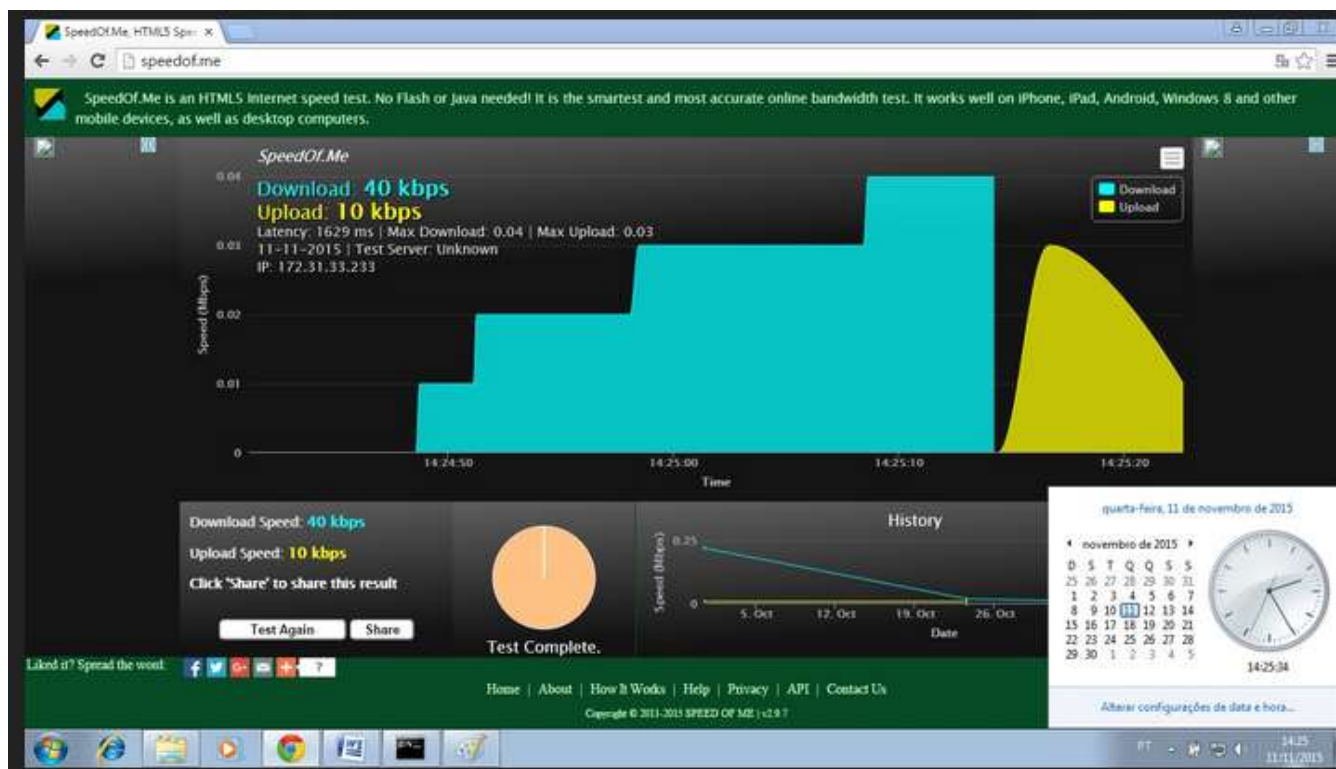 SpeedOf.Me, HTML5 Spe
speedof.me
SpeedOf.Me is an HTML5 Internet speed test. No Flash or Java needed! It is the smartest and most accurate online bandwidth test. It works well on iPhone, iPad, Android, Windows 8 and other
mobile devices, as well as desktop computers.
SpeedOf.Me
Download: 40 kbps
Upload: 10 kbps
Latency: 1629 ms | Max Download: 0.04 | Max Upload: 0.03
11-11-2015 | Test Server: Unknown
IP: 172.31.33.233
Download
Upload
0.04
0.03
0.02
0.01
0
Speed (Mbps)
14:24:50 14:25:00 14:25:10 14:25:20
Time
Download Speed: 40 kbps
Upload Speed: 10 kbps
Click 'Share' to share this result
Test Again Share
Test Complete.
History
Speed (Mbps)
0.25
0
5. Oct 12. Oct 19. Oct 26. Oct
Date
quarta-feira, 11 de novembro de 2015
novembro de 2015
D S T Q Q S S
25 26 27 28 29 30 31
1 2 3 4 5 6 7
8 9 10 11 12 13 14
15 16 17 18 19 20 21
22 23 24 25 26 27 28
29 30 1 2 3 4 5
14:25:34
Alterar configurações de data e hora...
Liked it? Spread the word:
?
Home | About | How It Works | Help | Privacy | API | Contact Us
Copyright © 2011-2015 SPEED OF ME | v2.9.7
PT
14:25
11/11/2015